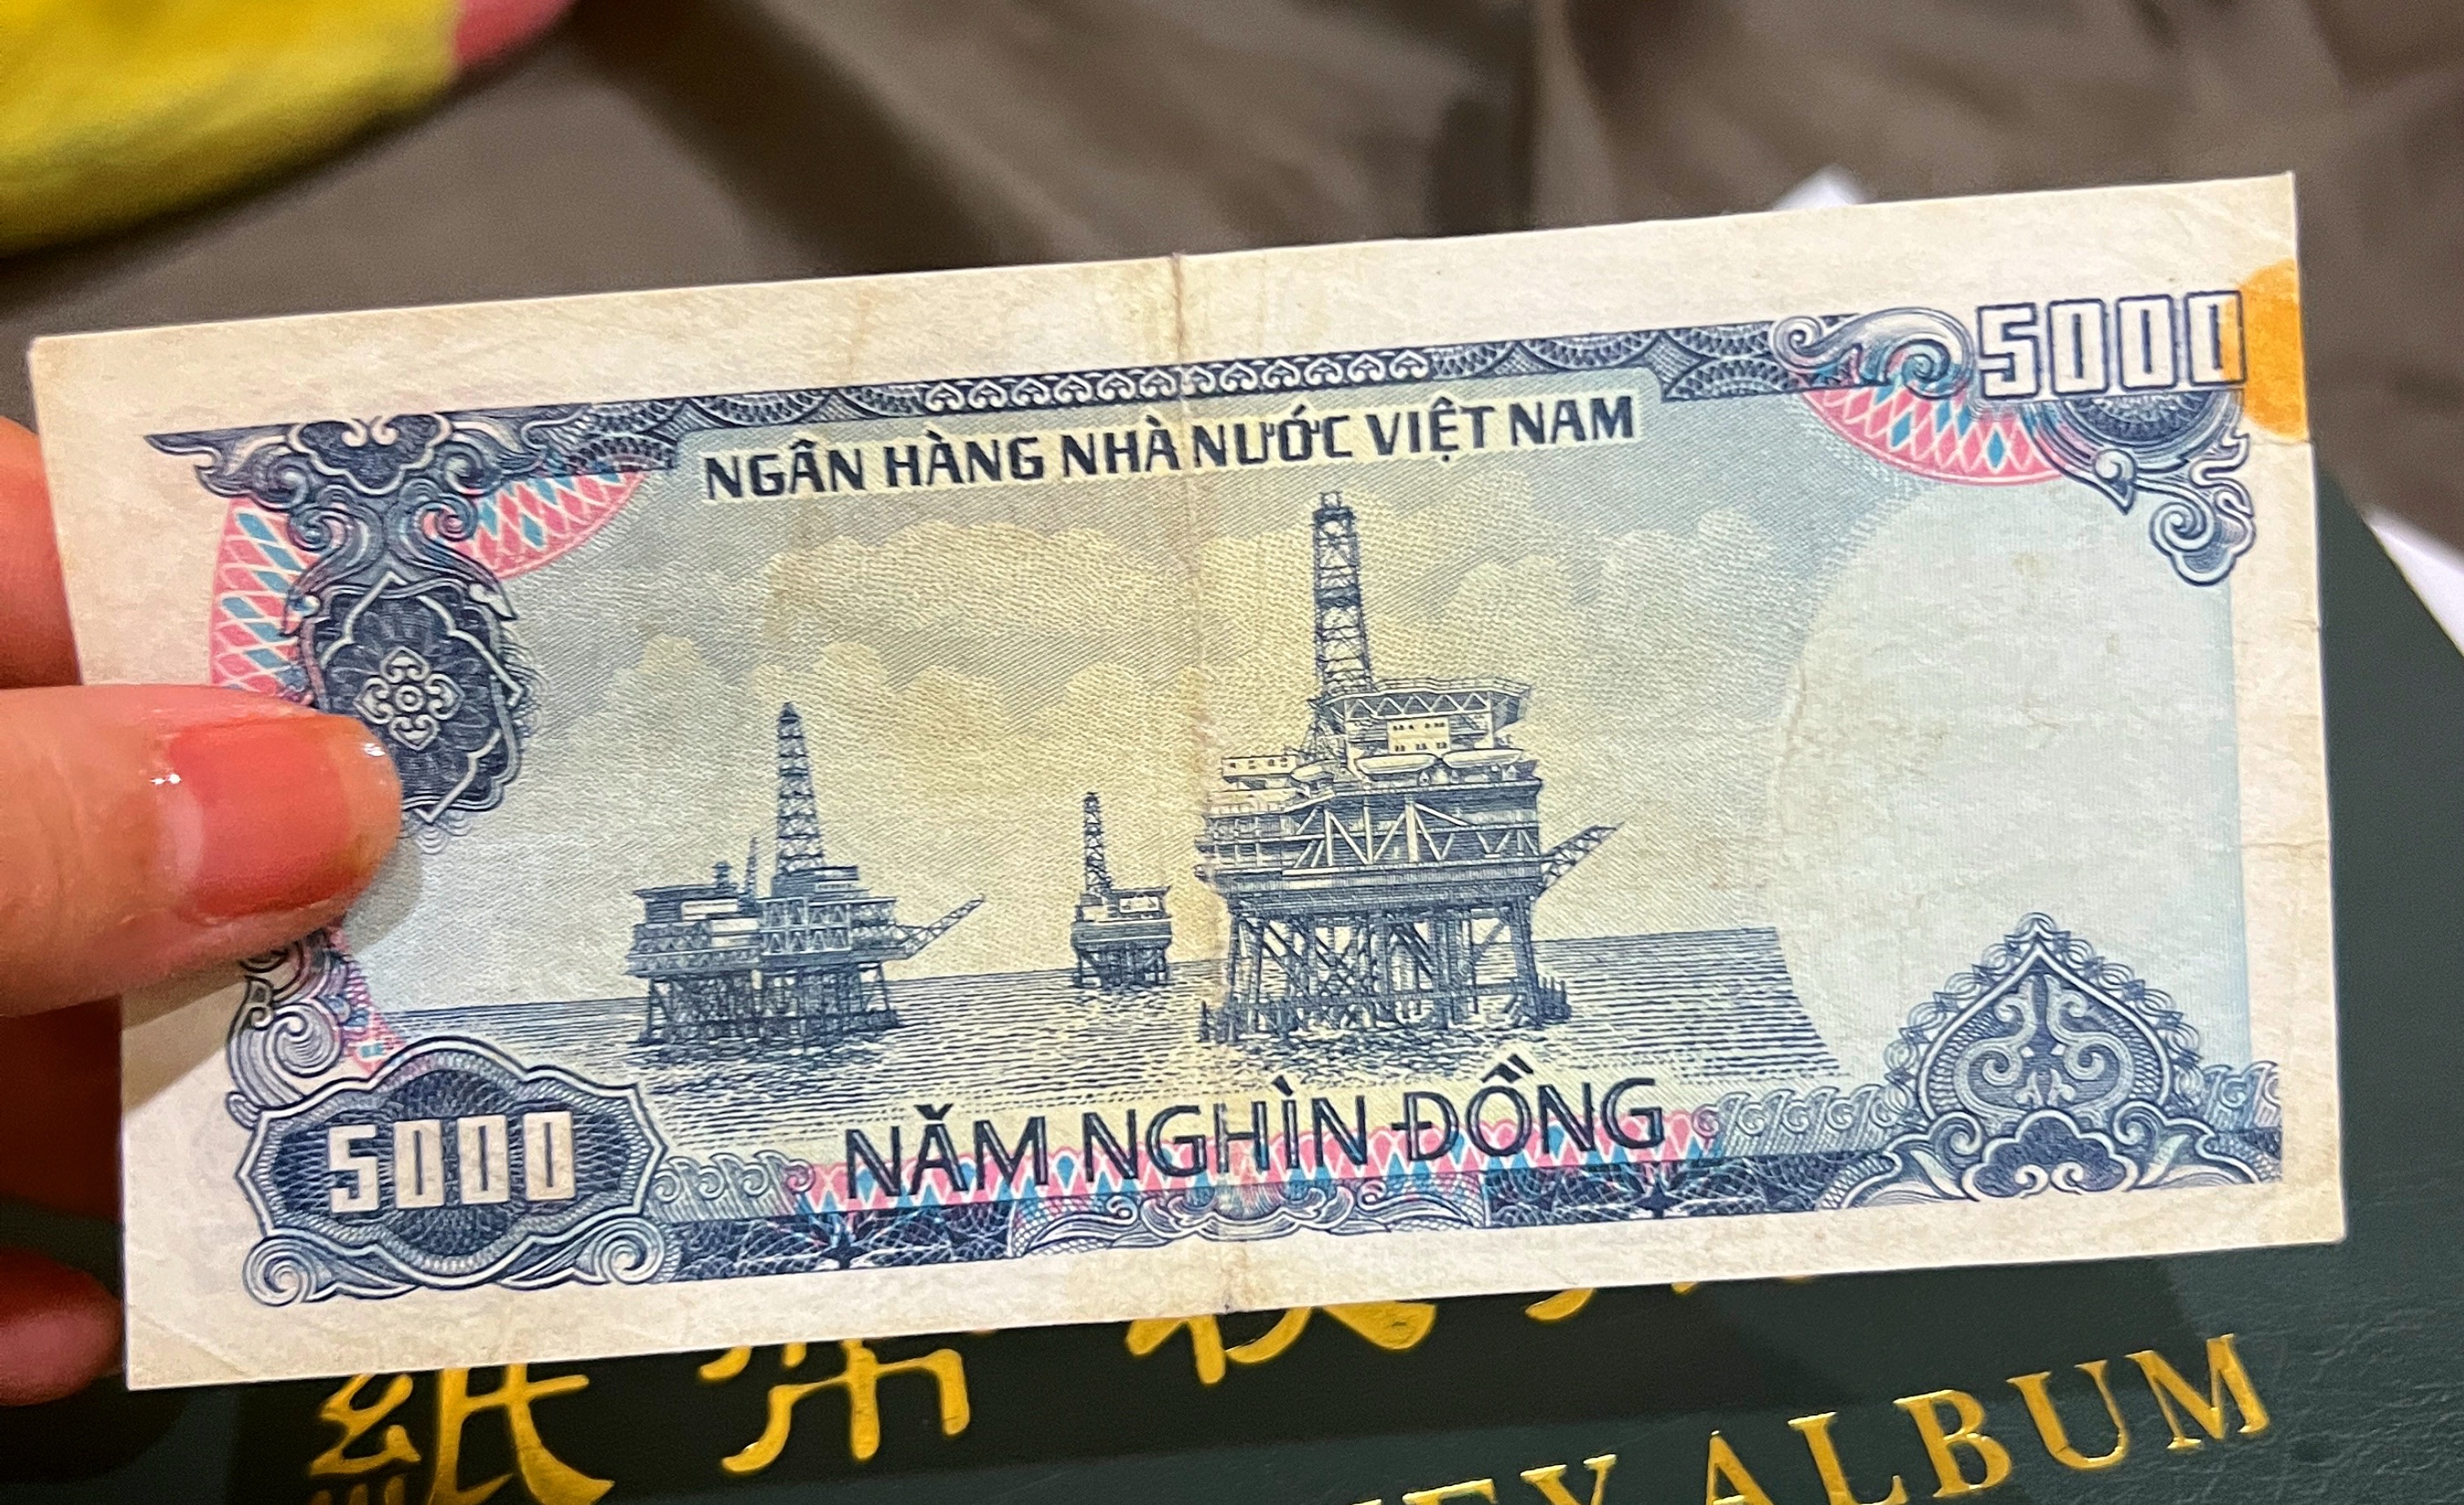 5000
NGÂN HÀNG NHÀ NƯỚC VIỆT NAM
NĂM NGHÌN ĐỒNG
5000
ALBUM